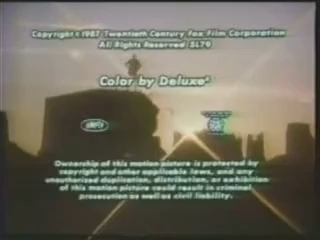 Copyright © 1987 Twentieth Century Fox Film Corporation
All Rights Reserved SL79
Color by Deluxe®
Ownership of this motion picture is protected by
copyright and other applicable laws, and any
unauthorized duplication, distribution, or exhibition
of this motion picture could result in criminal
prosecution as well as civil liability.